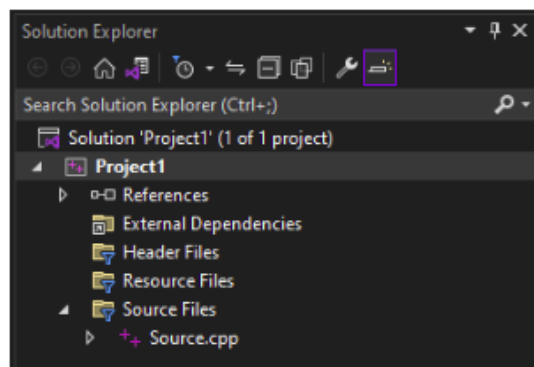 Solution Explorer
Search Solution Explorer (Ctrl+;)
Solution 'Project1' (1 of 1 project)
Project1
References
External Dependencies
Header Files
Resource Files
Source Files
Source.cpp